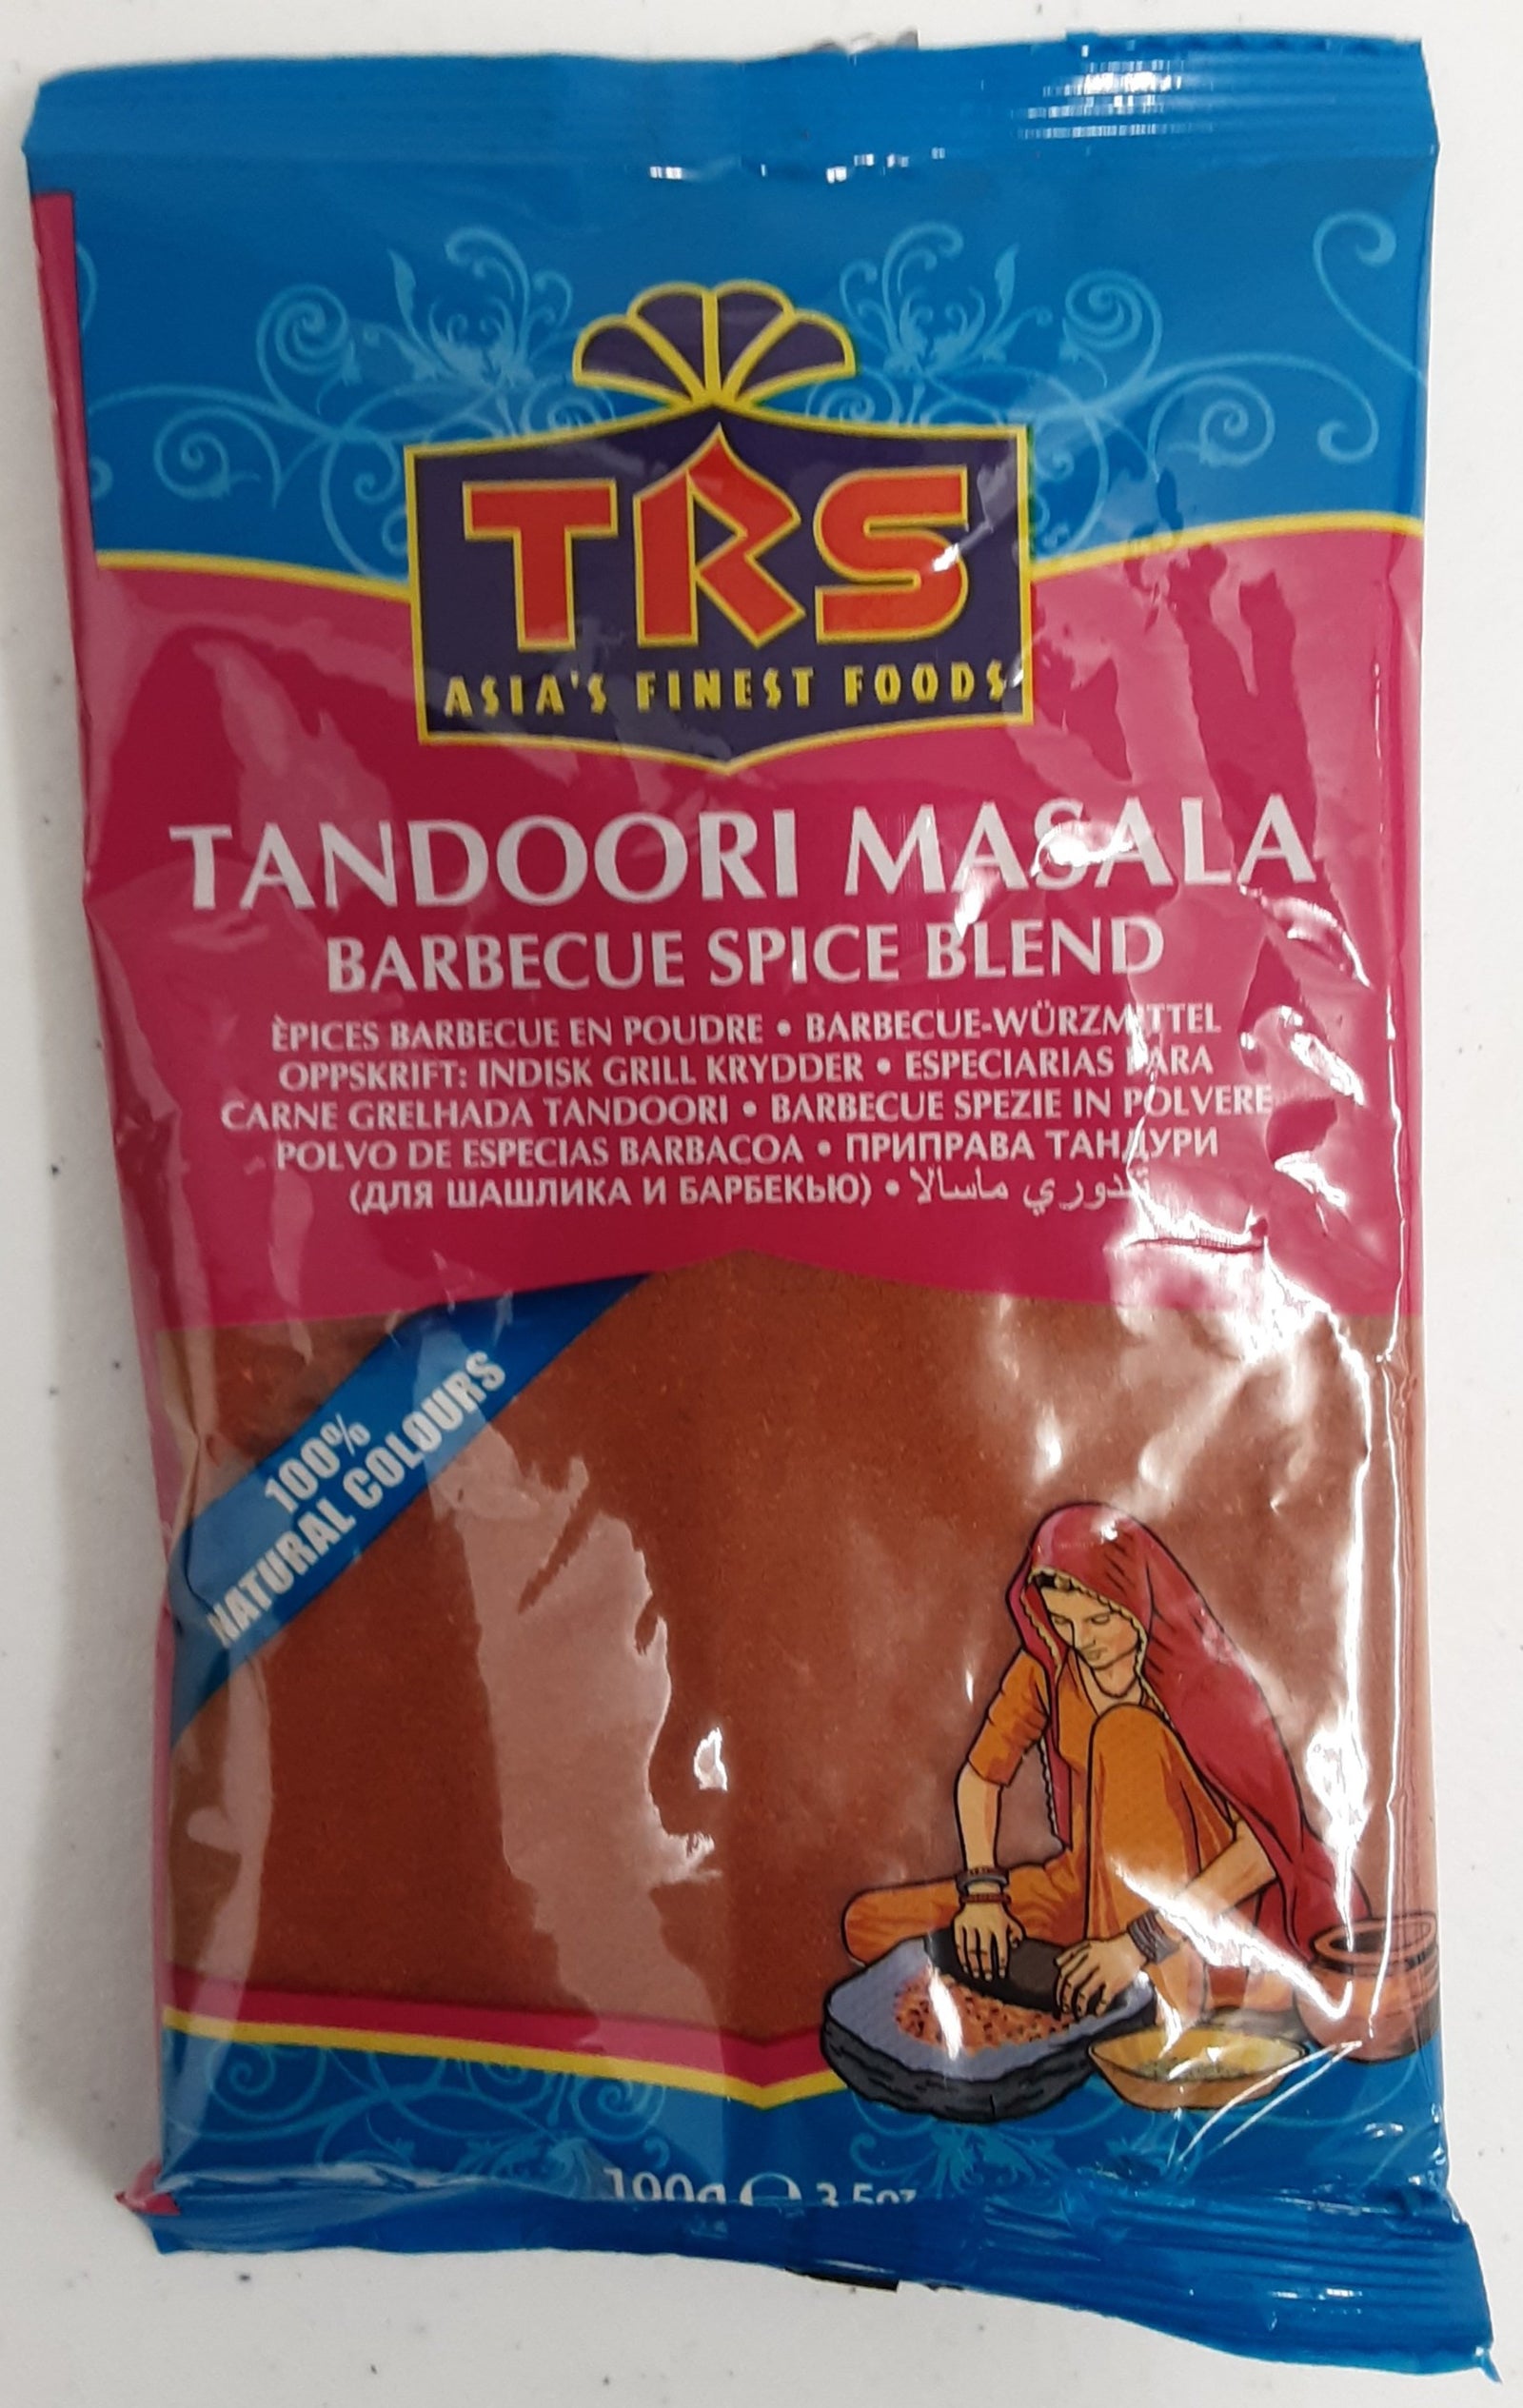 TRS
ASIA'S FINEST FOODS
TANDOORI MASALA
BARBECUE SPICE BLEND
ÈPICES BARBECUE EN POUDRE • BARBECUE-WÜRZMITTEL
OPPSKRIFT: INDISK GRILL KRYDDER • ESPECIARIAS PARA
CARNE GRELHADA TANDOORI • BARBECUE SPEZIE IN POLVERE
POLVO DE ESPECIAS BARBACOA • ПРИПРАВА ТАНДУРИ
(ДЛЯ ШАШЛИКА И БАРБЕКЬЮ) • ماسالا
100%
NATURAL COLOURS
100g ℮ 3.5oz